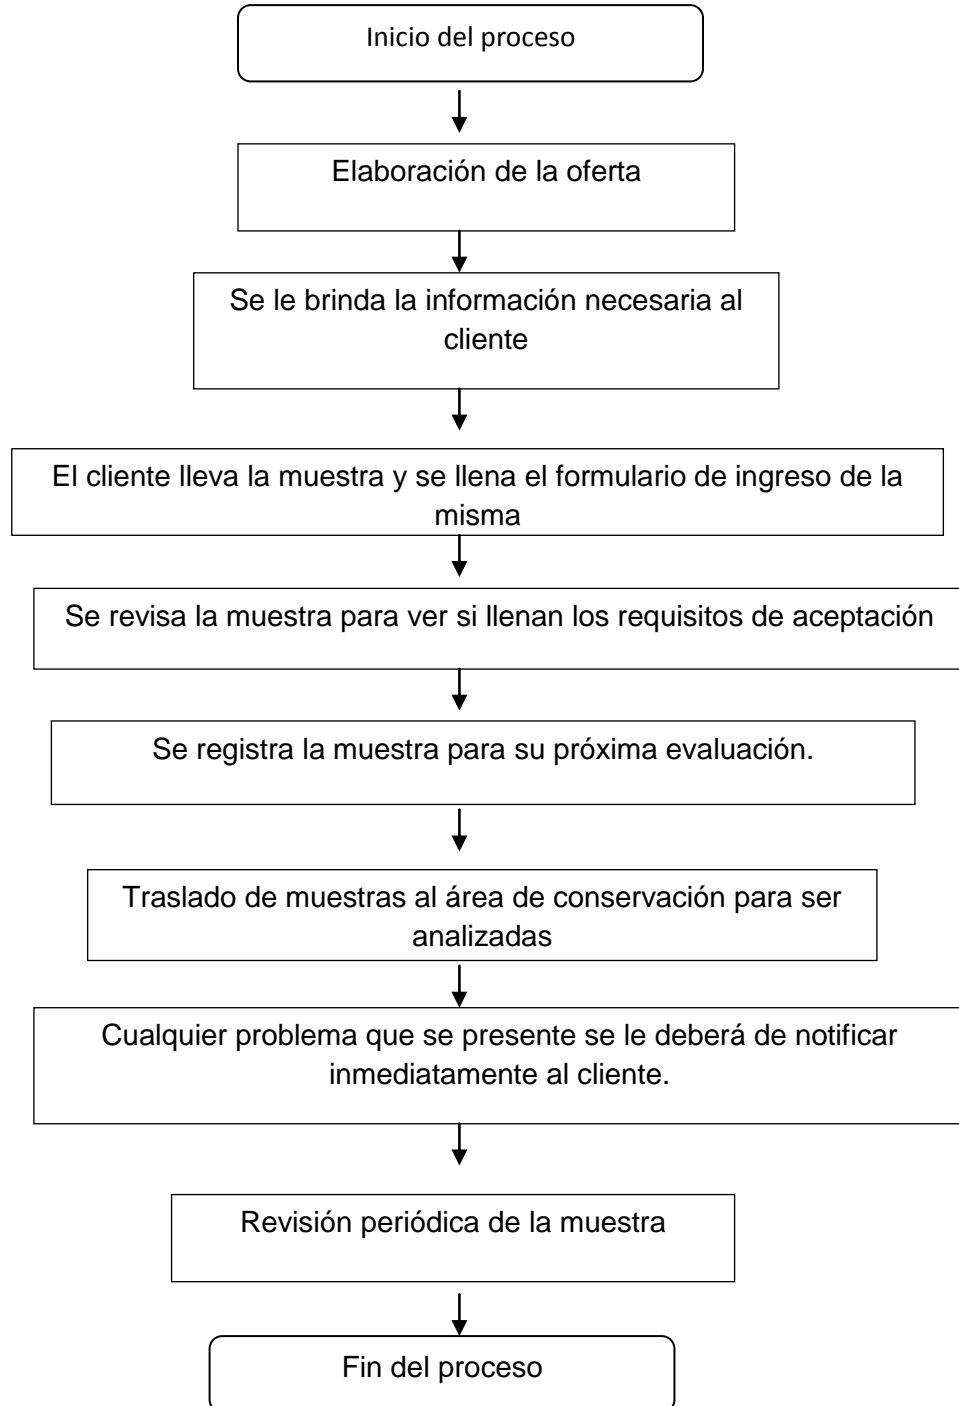 Inicio del proceso
Elaboración de la oferta
Se le brinda la información necesaria al
cliente
El cliente lleva la muestra y se llena el formulario de ingreso de la
misma
Se revisa la muestra para ver si llenan los requisitos de aceptación
Se registra la muestra para su próxima evaluación.
Traslado de muestras al área de conservación para ser
analizadas
Cualquier problema que se presente se le deberá de notificar
inmediatamente al cliente.
Revisión periódica de la muestra
Fin del proceso